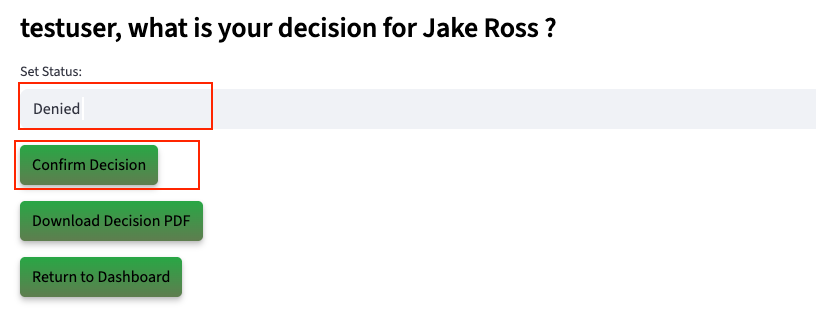 testuser, what is your decision for Jake Ross ?
Set Status:
Denied
Confirm Decision
Download Decision PDF
Return to Dashboard